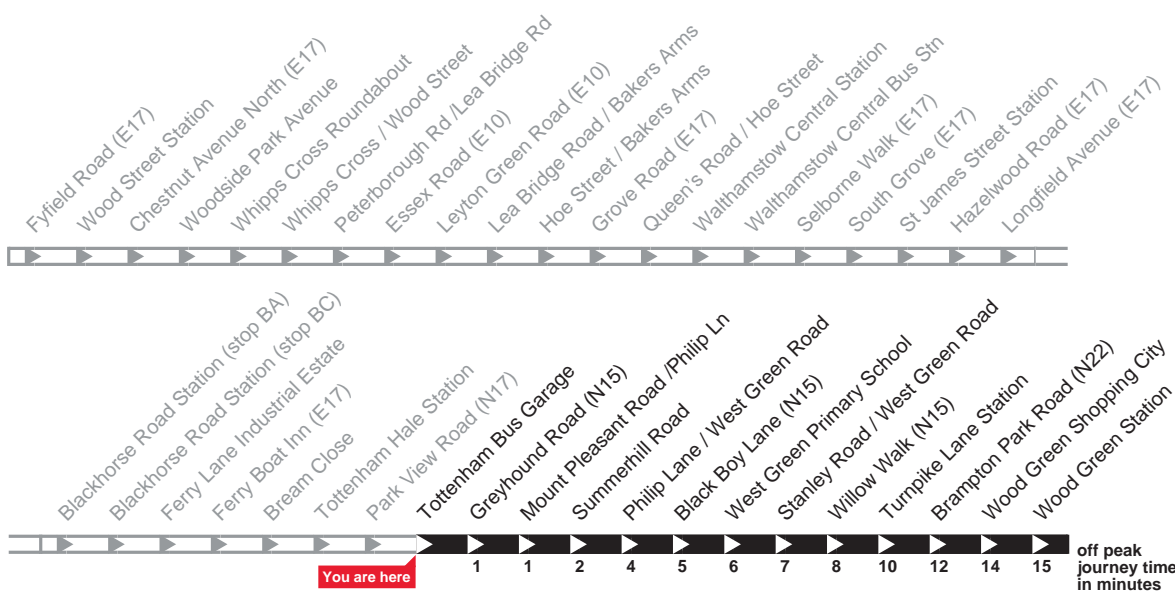 Fyfield Road (E17)
Wood Street Station
Chestnut Avenue North (E17)
Woodside Park Avenue
Whipps Cross Roundabout
Whipps Cross / Wood Street
Peterborough Rd /Lea Bridge Rd
Essex Road (E10)
Leyton Green Road (E10)
Lea Bridge Road / Bakers Arms
Hoe Street / Bakers Arms
Grove Road (E17)
Queen's Road / Hoe Street
Walthamstow Central Station
Walthamstow Central Bus Stn
Selborne Walk (E17)
South Grove (E17)
St James Street Station
Hazelwood Road (E17)
Longfield Avenue (E17)
Blackhorse Road Station (stop BA)
Blackhorse Road Station (stop BC)
Ferry Lane Industrial Estate
Ferry Boat Inn (E17)
Bream Close
Tottenham Hale Station
Park View Road (N17)
Tottenham Bus Garage
Greyhound Road (N15)
Mount Pleasant Road /Philip Ln
Summerhill Road
Philip Lane / West Green Road
Black Boy Lane (N15)
West Green Primary School
Stanley Road / West Green Road
Willow Walk (N15)
Turnpike Lane Station
Brampton Park Road (N22)
Wood Green Shopping City
Wood Green Station
You are here
1 1 2 4 5 6 7 8 10 12 14 15
off peak
journey time
in minutes